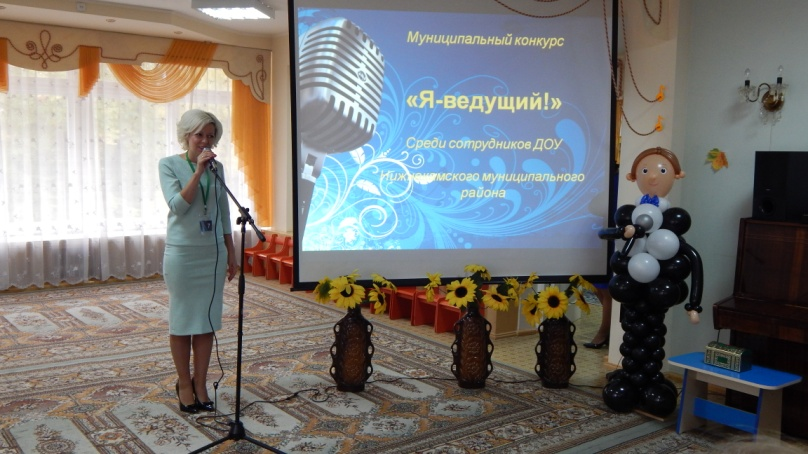 Муниципальный конкурс
«Я-ведущий!»
Среди сотрудников ДОУ
Нижнекамского муниципального
района